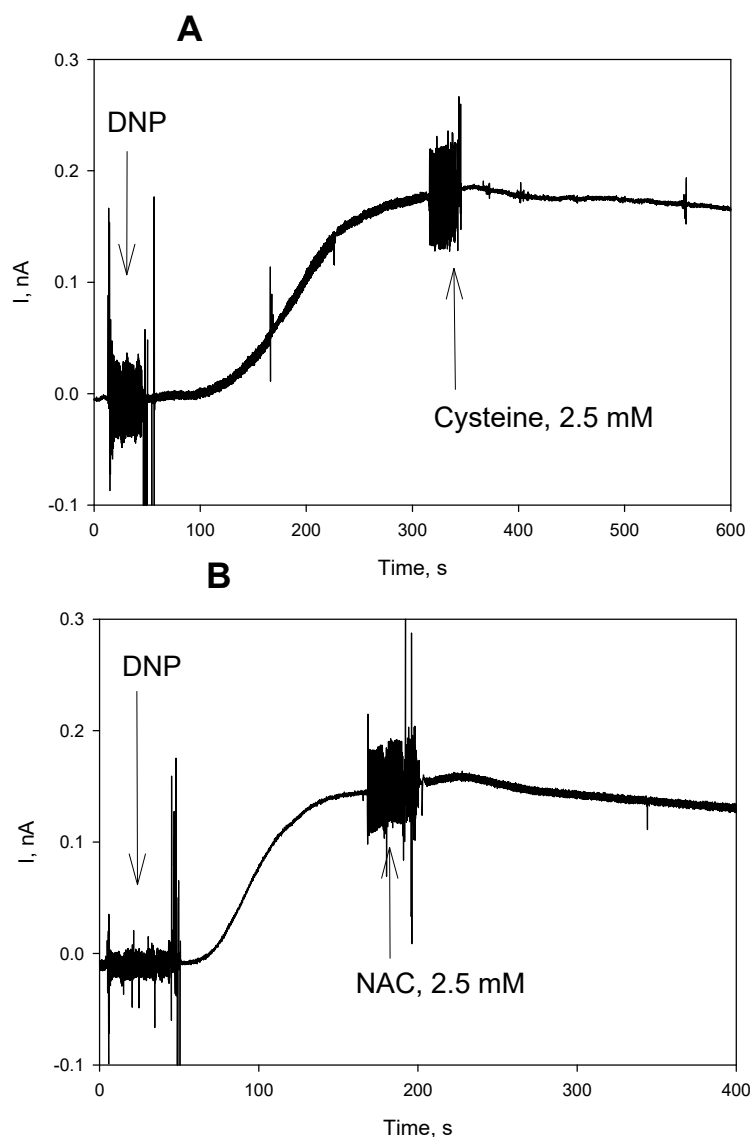 A
0.3
DNP
0.2
I, nA
0.1
Cysteine, 2.5 mM
0.0
-0.1
0 100 200 300 400 500 600
Time, s
B
0.3
DNP
0.2
I, nA
0.1
0.0
NAC, 2.5 mM
-0.1
0 100 200 300 400
Time, s